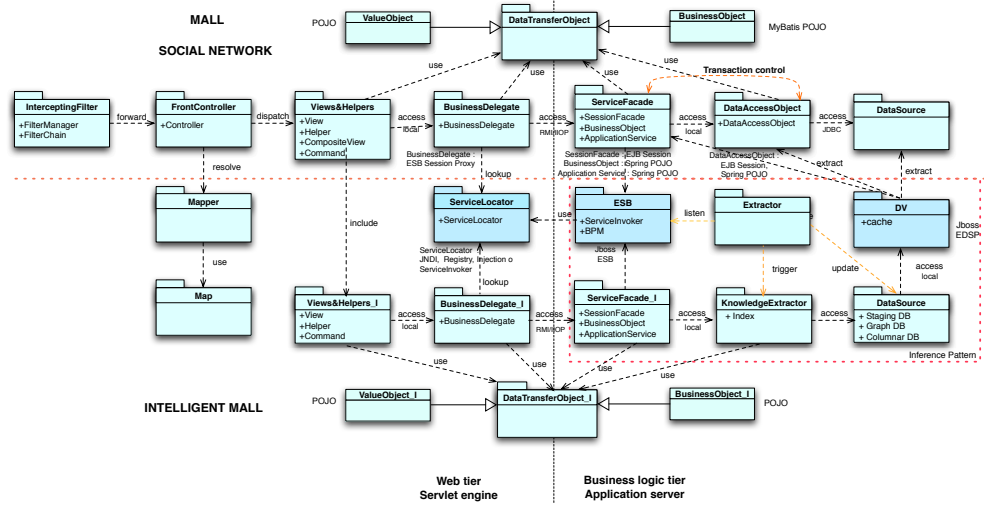 MALL
SOCIAL NETWORK
POJO
ValueObject
DataTransferObject
BusinessObject
MyBatis POJO
use
use
use
use
Transaction control
InterceptingFilter
+FilterManager
+FilterChain
forward
FrontController
+Controller
dispatch
Views&Helpers
+View
+Helper
+CompositeView
+Command
access
local
BusinessDelegate
+BusinessDelegate
access
RMI/IIOP
ServiceFacade
+SessionFacade
+BusinessObject
+ApplicationService
access
local
DataAccessObject
+DataAccessObject
access
JDBC
DataSource
BusinessDelegate :
ESB Session Proxy
SessionFacade : EJB Session
BusinessObject : Spring POJO
Application Service : Spring POJO
DataAccessObject :
EJB Session,
Spring POJO
resolve
lookup
extract
extract
Mapper
include
ServiceLocator
+ServiceLocator
use
ESB
+ServiceInvoker
+BPM
listen
Extractor
DV
+cache
Jboss
EDSP
ServiceLocator
JNDI, Registry, Injection o
ServiceInvoker
Jboss
ESB
use
lookup
trigger
update
access
local
Map
Views&Helpers_I
+View
+Helper
+Command
access
local
BusinessDelegate_I
+BusinessDelegate
access
RMI/IIOP
ServiceFacade_I
+SessionFacade
+BusinessObject
+ApplicationService
access
local
KnowledgeExtractor
+ Index
access
DataSource
+ Staging DB
+ Graph DB
+ Columnar DB
Inference Pattern
use
use
use
use
INTELLIGENT MALL
POJO
ValueObject_I
DataTransferObject_I
BusinessObject_I
POJO
Web tier
Servlet engine
Business logic tier
Application server